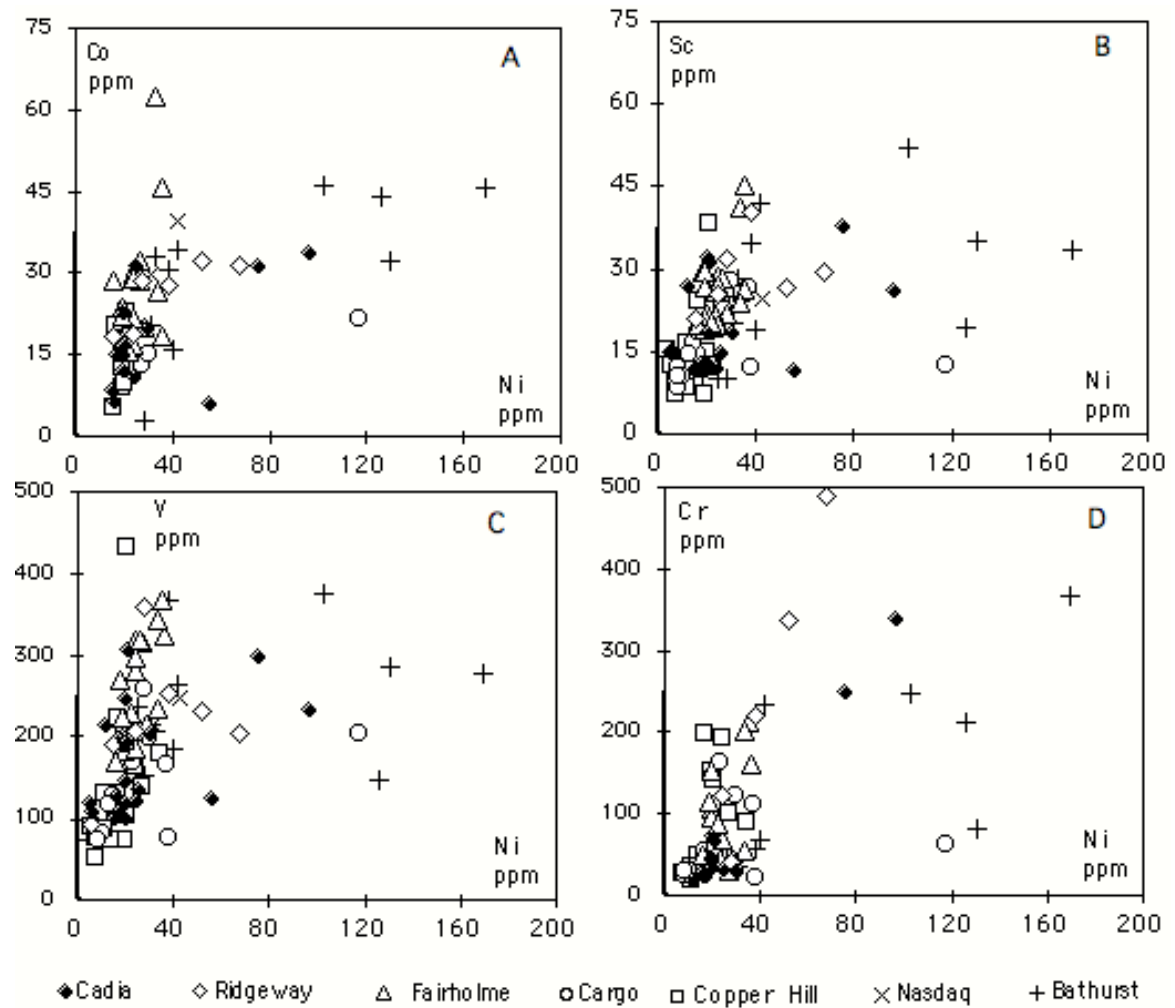 75 75
Co A Sc B
ppm ppm
60 60
45 45
30 30
15 15
Ni Ni
ppm ppm
0 0
0 40 80 120 160 200 0 40 80 120 160 200
500 500
V C Cr D
ppm ppm
400 400
300 300
200 200
100 100
Ni Ni
ppm ppm
0 0
0 40 80 120 160 200 0 40 80 120 160 200
Cadia Ridgeway Fairholme Cargo Copper Hill Nasdaq Bathurst